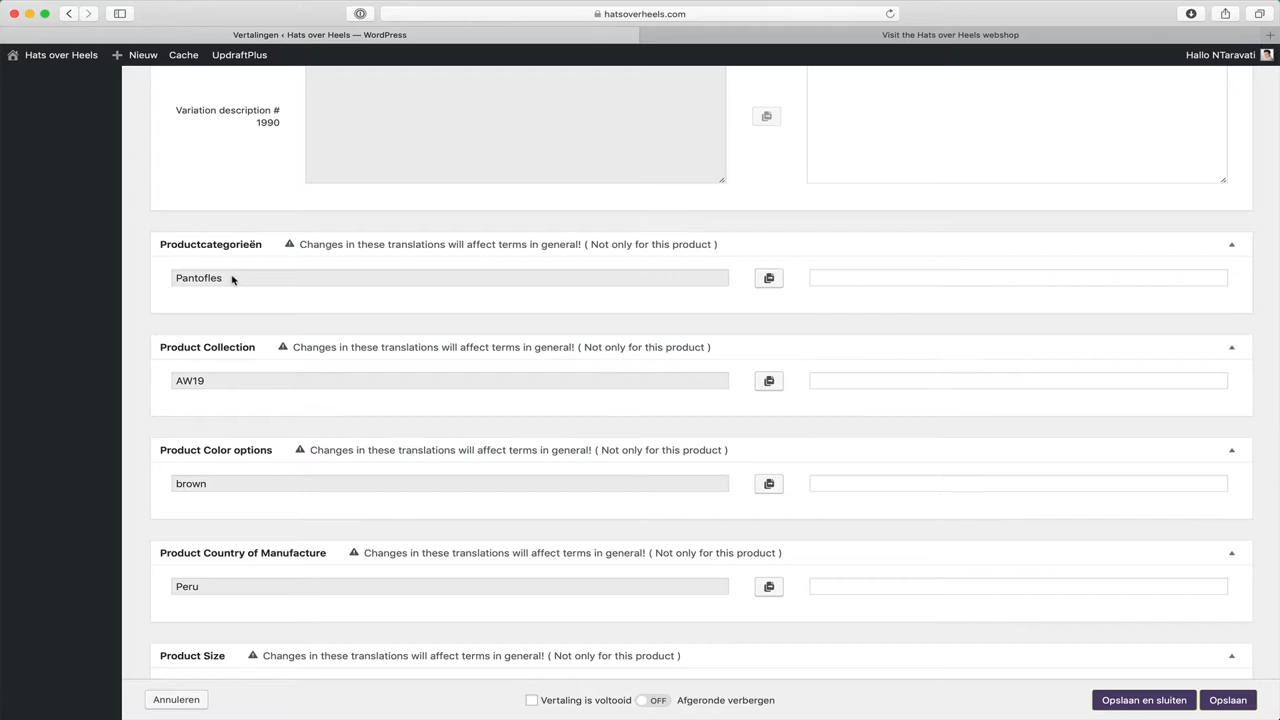 hatsoverheels.com
Vertalingen ‹ Hats over Heels — WordPress
Visit the Hats over Heels webshop
Hats over Heels
Nieuw
Cache
UpdraftPlus
Hallo NTaravati
Variation description #
1990
Productcategorieën Changes in these translations will affect terms in general! ( Not only for this product )
Pantofles
Product Collection Changes in these translations will affect terms in general! ( Not only for this product )
AW19
Product Color options Changes in these translations will affect terms in general! ( Not only for this product )
brown
Product Country of Manufacture Changes in these translations will affect terms in general! ( Not only for this product )
Peru
Product Size Changes in these translations will affect terms in general! ( Not only for this product )
Annuleren
Vertaling is voltooid
OFF
Afgeronde verbergen
Opslaan en sluiten
Opslaan